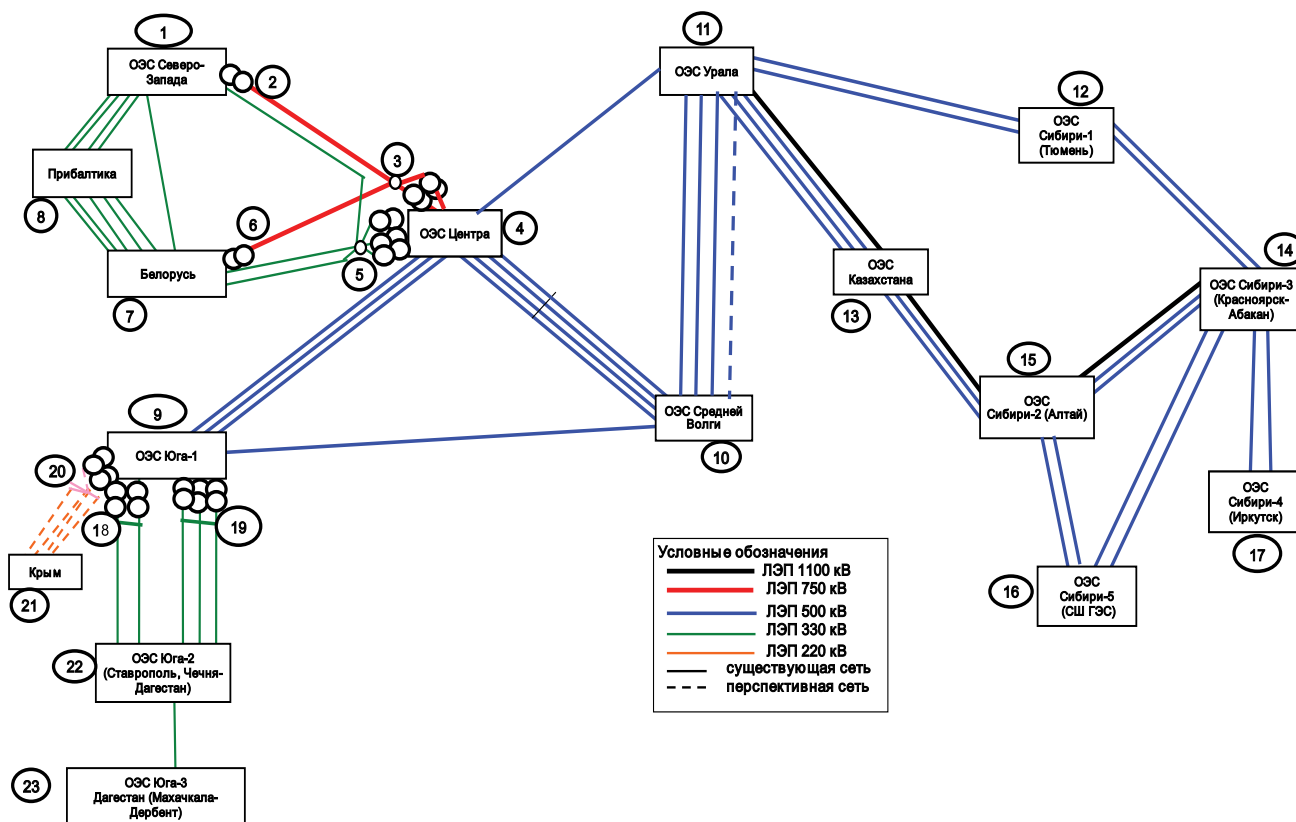 1
11
ОЭС Северо-
Запада
2
ОЭС Урала
12
ОЭС
Сибири-1
(Тюмень)
3
Прибалтика
8
6
ОЭС Центра
4
5
Белорусь
7
ОЭС
Казахстана
13
14
ОЭС Сибири-3
(Красноярск-
Абакан)
15
ОЭС
Сибири-2 (Алтай)
9
ОЭС Юга-1
ОЭС Средней
Волги
10
20
18
19
ОЭС
Сибири-4
(Иркутск)
17
Крым
21
16
ОЭС
Сибири-5
(СШ ГЭС)
Условные обозначения
ЛЭП 1100 кВ
ЛЭП 750 кВ
ЛЭП 500 кВ
ЛЭП 330 кВ
ЛЭП 220 кВ
существующая сеть
перспективная сеть
22
ОЭС Юга-2
(Ставрополь, Чечня-
Дагестан)
23
ОЭС Юга-3
Дагестан (Махачкала-
Дербент)